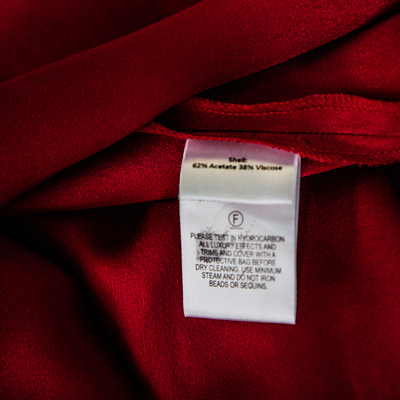 Shell:
62% Acetate 38% Viscose
F
PLEASE TEST IN HYDROCARBON
ALL LUXURY EFFECTS AND
TRIMS AND COVER WITH A
PROTECTIVE BAG BEFORE
DRY CLEANING. USE MINIMUM
STEAM AND DO NOT IRON
BEADS OR SEQUINS.